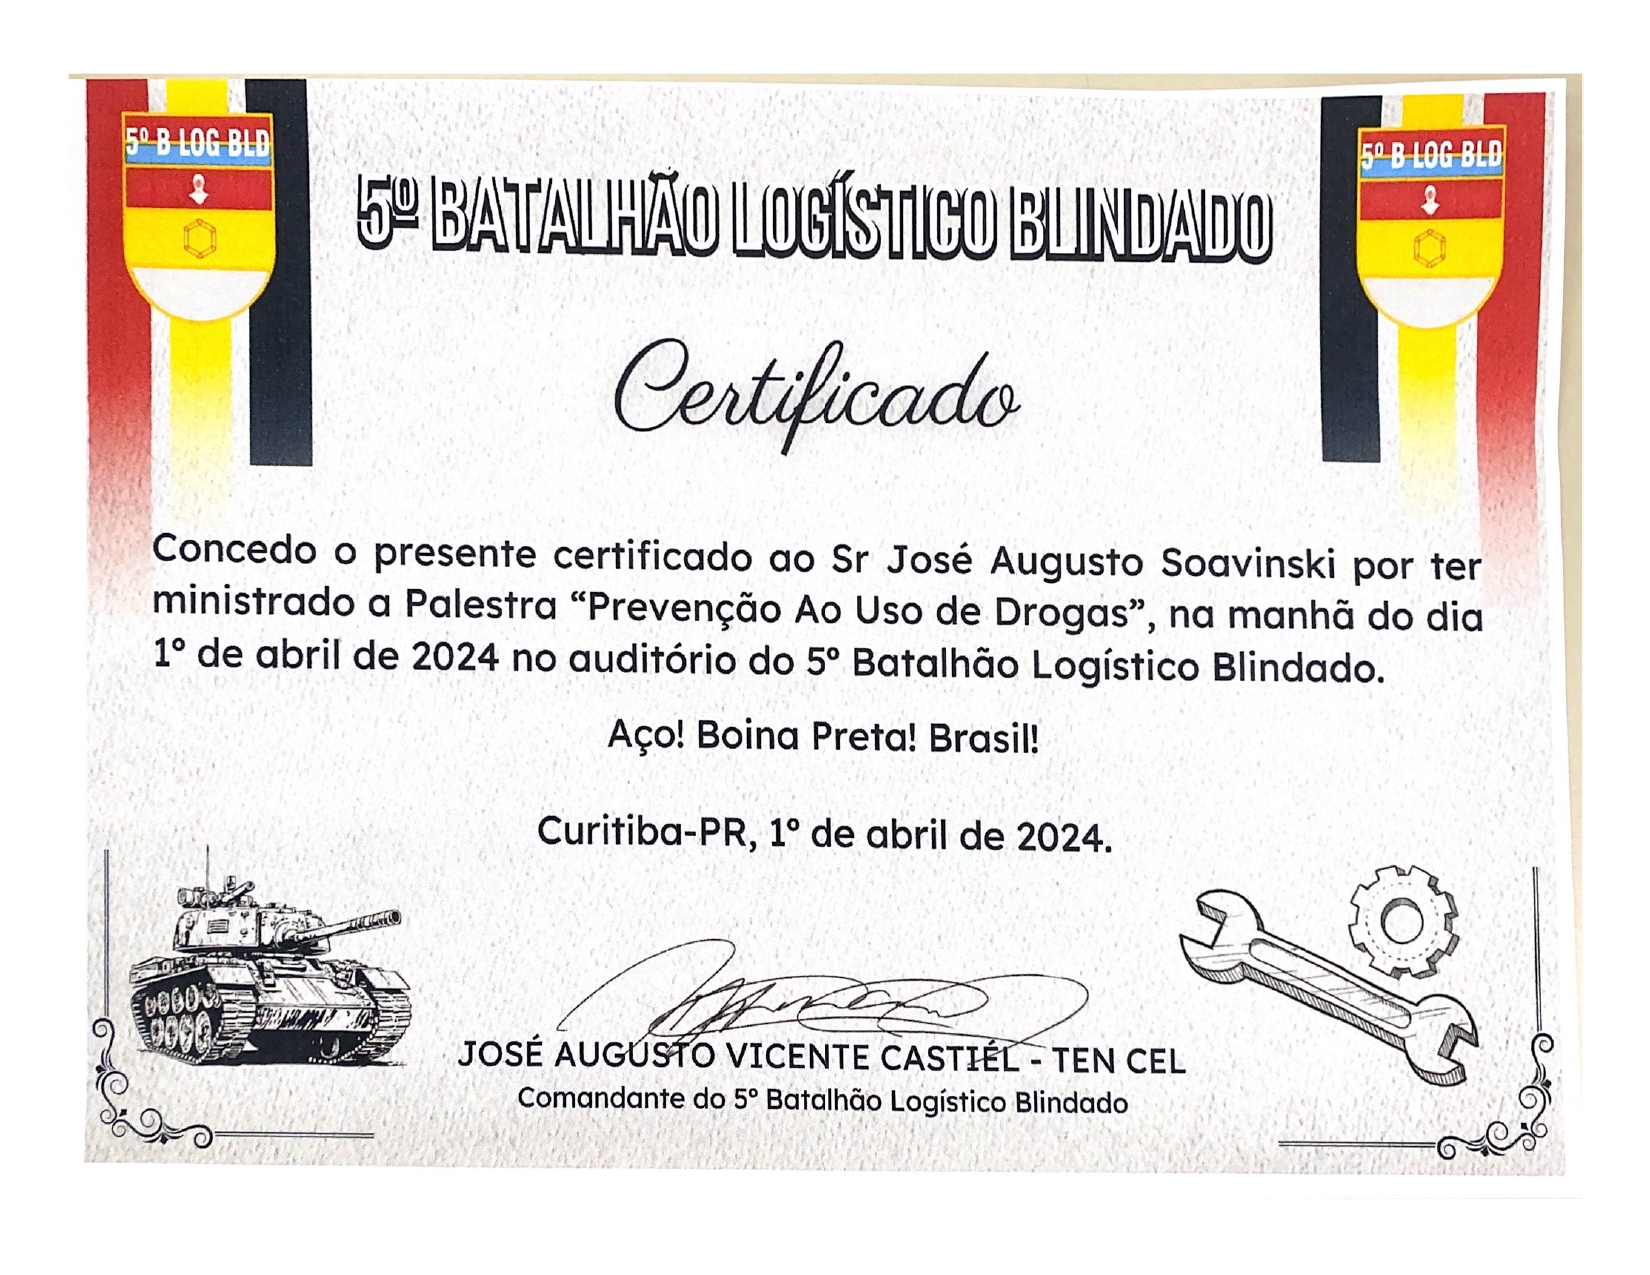 5º B LOG BLD
5º B LOG BLD
5º BATALHÃO LOGÍSTICO BLINDADO
Certificado
Concedo o presente certificado ao Sr José Augusto Soavinski por ter
ministrado a Palestra “Prevenção Ao Uso de Drogas”, na manhã do dia
1º de abril de 2024 no auditório do 5º Batalhão Logístico Blindado.
Aço! Boina Preta! Brasil!
Curitiba-PR, 1º de abril de 2024.
JOSÉ AUGUSTO VICENTE CASTIÉL - TEN CEL
Comandante do 5º Batalhão Logístico Blindado